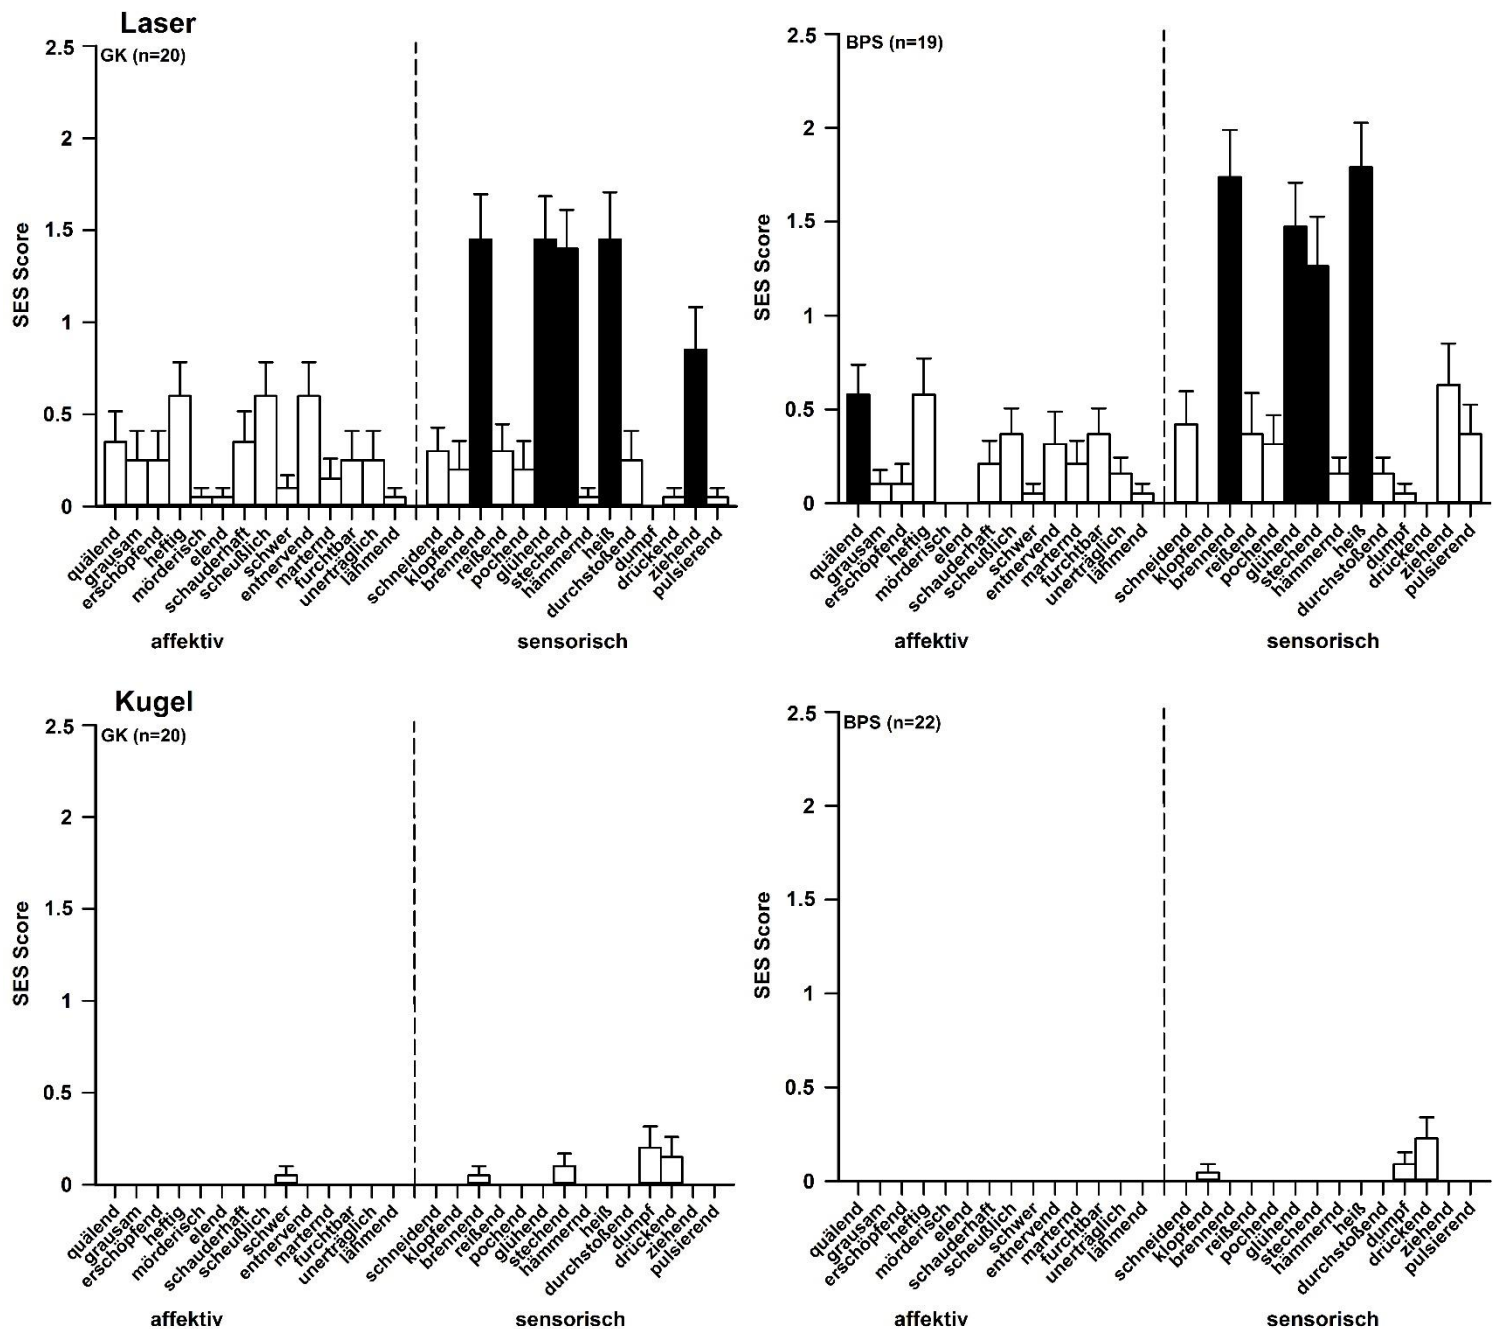 Laser
GK (n=20)
2.5
2
1.5
1
0.5
0
SES Score
quälend
grausam
erschöpfend
heftig
mörderisch
elend
schauderhaft
scheußlich
schwer
entnervend
marternd
furchtbar
unerträglich
lähmend
schneidend
klopfend
brennend
reißend
pochend
glühend
stechend
hämmernd
heiß
durchstoßend
dumpf
drückend
ziehend
pulsierend
affektiv
sensorisch
BPS (n=19)
2.5
2
1.5
1
0.5
0
SES Score
quälend
grausam
erschöpfend
heftig
mörderisch
elend
schauderhaft
scheußlich
schwer
entnervend
marternd
furchtbar
unerträglich
lähmend
schneidend
klopfend
brennend
reißend
pochend
glühend
stechend
hämmernd
heiß
durchstoßend
dumpf
drückend
ziehend
pulsierend
affektiv
sensorisch
Kugel
GK (n=20)
2.5
2
1.5
1
0.5
0
SES Score
quälend
grausam
erschöpfend
heftig
mörderisch
elend
schauderhaft
scheußlich
schwer
entnervend
marternd
furchtbar
unerträglich
lähmend
schneidend
klopfend
brennend
reißend
pochend
glühend
stechend
hämmernd
heiß
durchstoßend
dumpf
drückend
ziehend
pulsierend
affektiv
sensorisch
BPS (n=22)
2.5
2
1.5
1
0.5
0
SES Score
quälend
grausam
erschöpfend
heftig
mörderisch
elend
schauderhaft
scheußlich
schwer
entnervend
marternd
furchtbar
unerträglich
lähmend
schneidend
klopfend
brennend
reißend
pochend
glühend
stechend
hämmernd
heiß
durchstoßend
dumpf
drückend
ziehend
pulsierend
affektiv
sensorisch